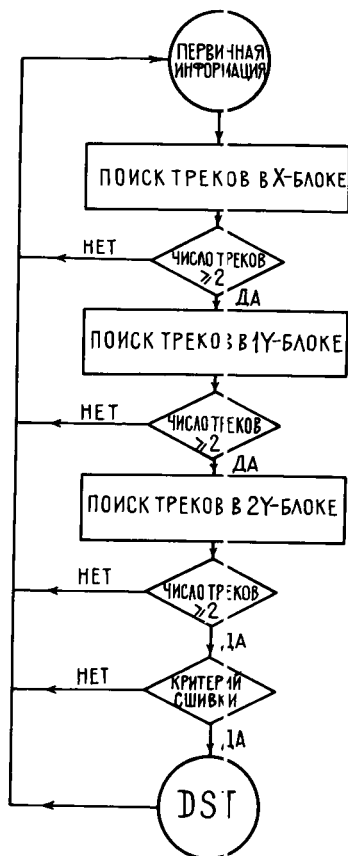 ПЕРВИЧНАЯ
ИНФОРМАЦИЯ
ПОИСК ТРЕКОВ В X-БЛОКЕ
НЕТ
ЧИСЛО ТРЕКОВ
⩾2
ДА
ПОИСК ТРЕКОВ В 1Y-БЛОКЕ
НЕТ
ЧИСЛО ТРЕКОВ
⩾2
ДА
ПОИСК ТРЕКОВ В 2Y-БЛОКЕ
НЕТ
ЧИСЛО ТРЕКОВ
⩾2
ДА
НЕТ
КРИТЕРИЙ
СШИВКИ
ДА
DST